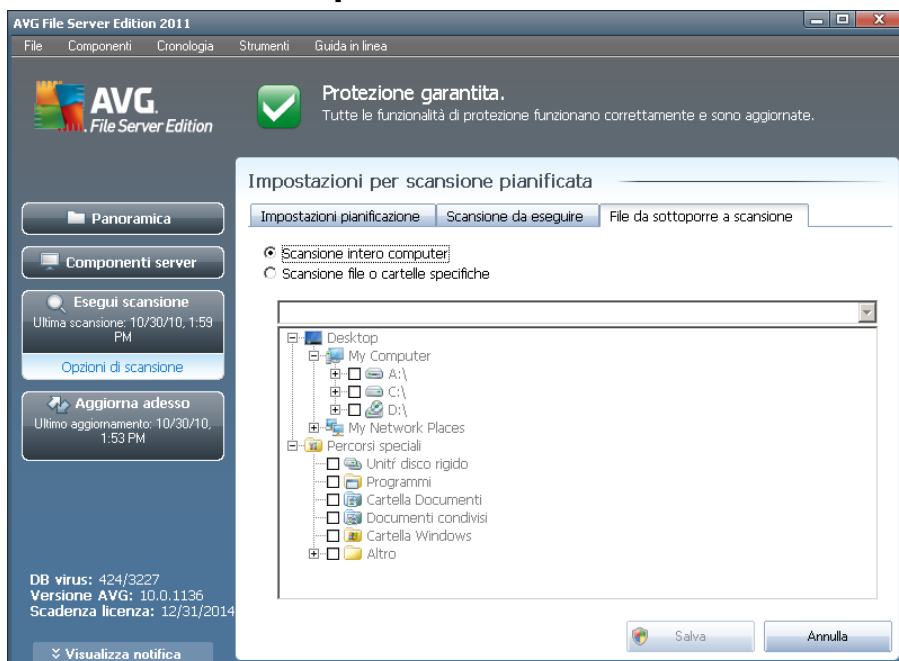 AVG File Server Edition 2011
File Componenti Cronologia Strumenti Guida in linea
AVG.
File Server Edition
Protezione garantita.
Tutte le funzionalità di protezione funzionano correttamente e sono aggiornate.
Impostazioni per scansione pianificata
Impostazioni pianificazione Scansione da eseguire File da sottoporre a scansione
Panoramica
Componenti server
Esegui scansione
Ultima scansione: 10/30/10, 1:59
PM
Opzioni di scansione
Aggiorna adesso
Ultimo aggiornamento: 10/30/10,
1:53 PM
Scansione intero computer
Scansione file o cartelle specifiche
Desktop
My Computer
A:\
C:\
D:\
My Network Places
Percorsi speciali
Unitŕ disco rigido
Programmi
Cartella Documenti
Documenti condivisi
Cartella Windows
Altro
DB virus: 424/3227
Versione AVG: 10.0.1136
Scadenza licenza: 12/31/2014
Visualizza notifica
Salva Annulla